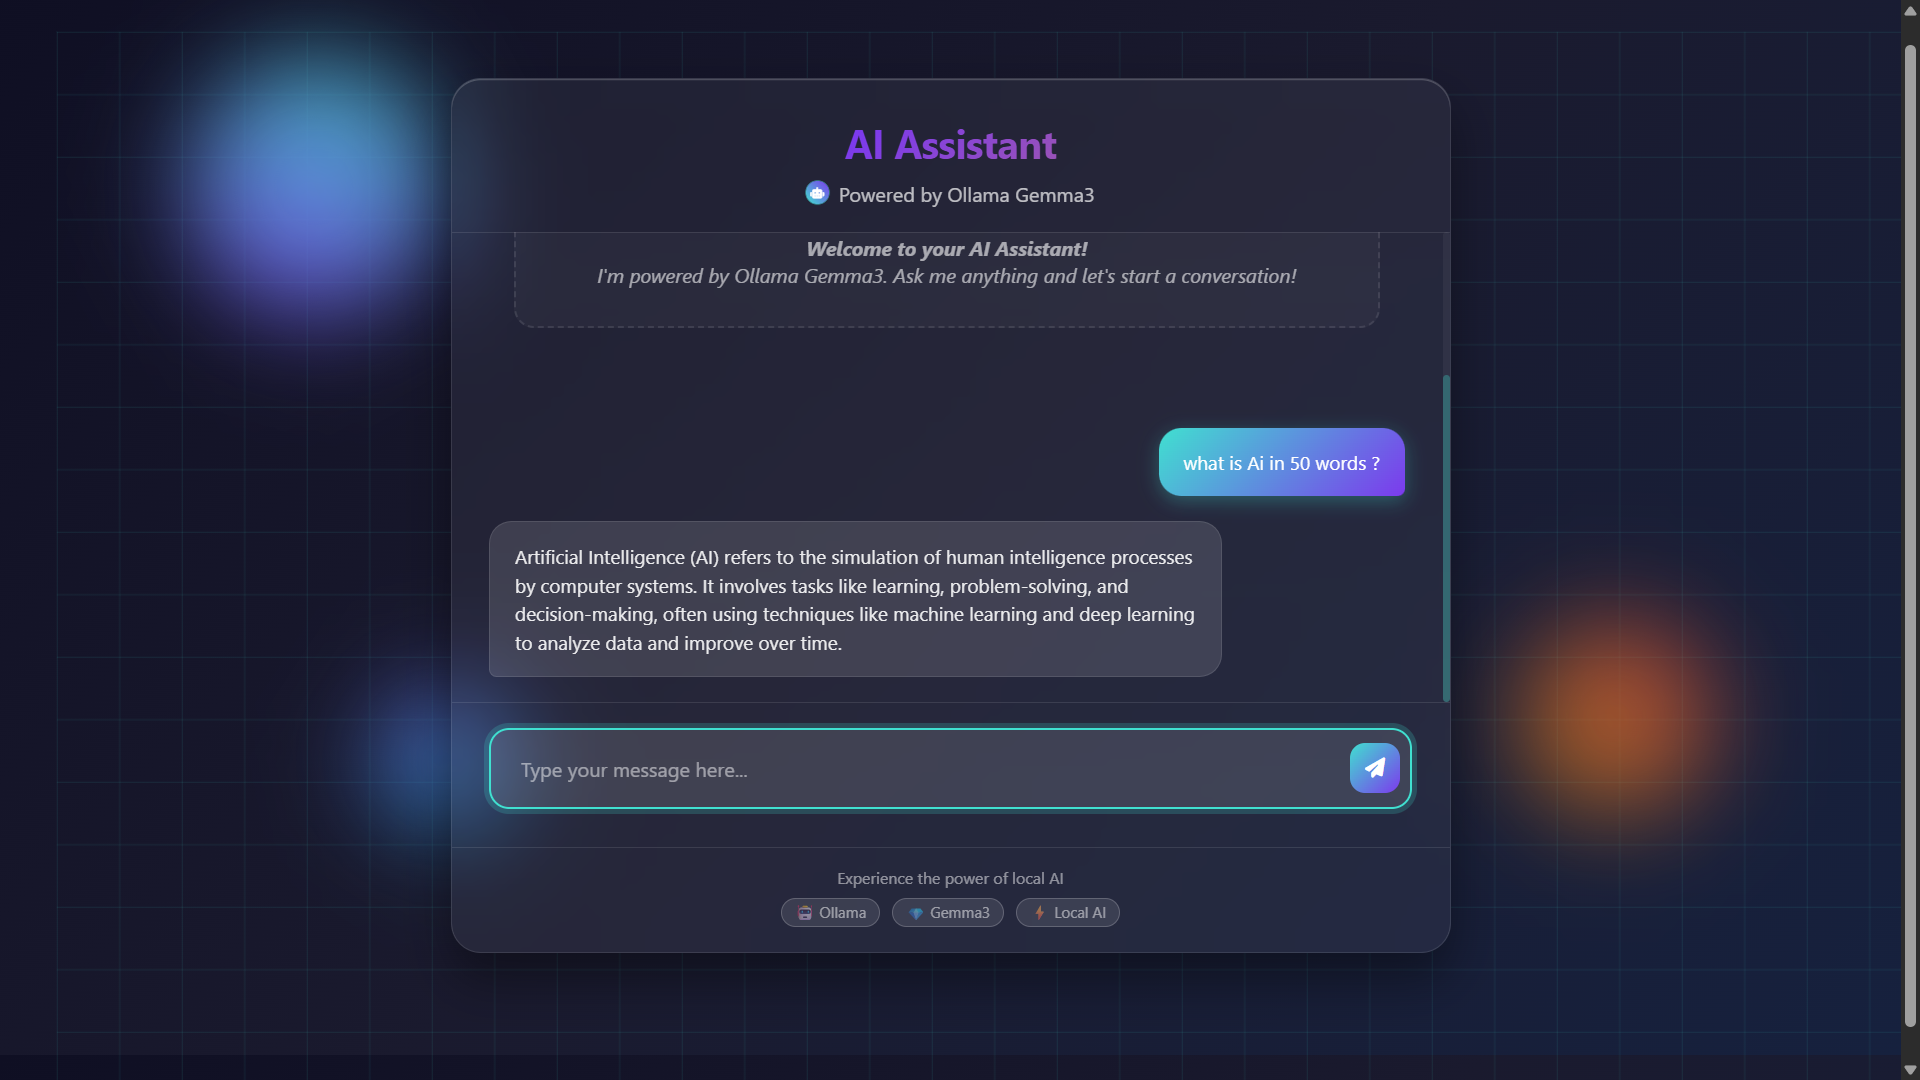 AI Assistant
Powered by Ollama Gemma3
Welcome to your AI Assistant!
I'm powered by Ollama Gemma3. Ask me anything and let's start a conversation!
what is Ai in 50 words ?
Artificial Intelligence (AI) refers to the simulation of human intelligence processes
by computer systems. It involves tasks like learning, problem-solving, and
decision-making, often using techniques like machine learning and deep learning
to analyze data and improve over time.
Type your message here...
Experience the power of local AI
Ollama
Gemma3
Local AI